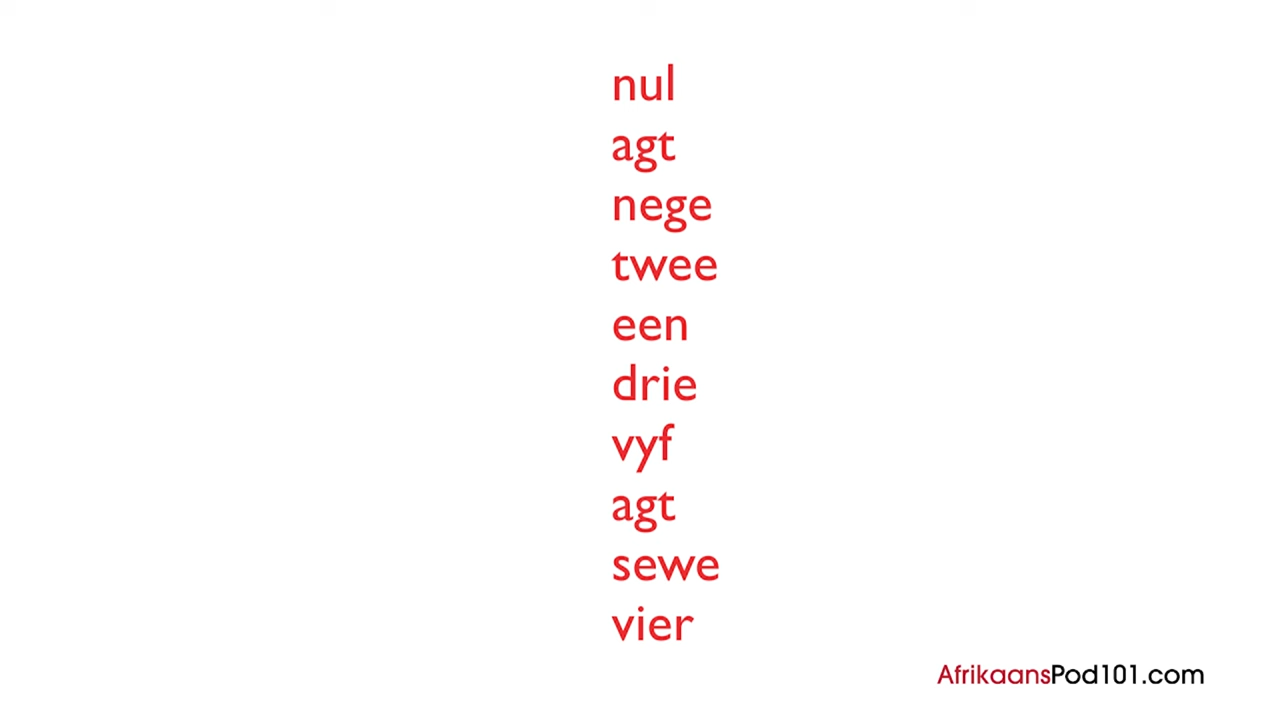 nul
agt
nege
twee
een
drie
vyf
agt
sewe
vier
AfrikaansPod101.com